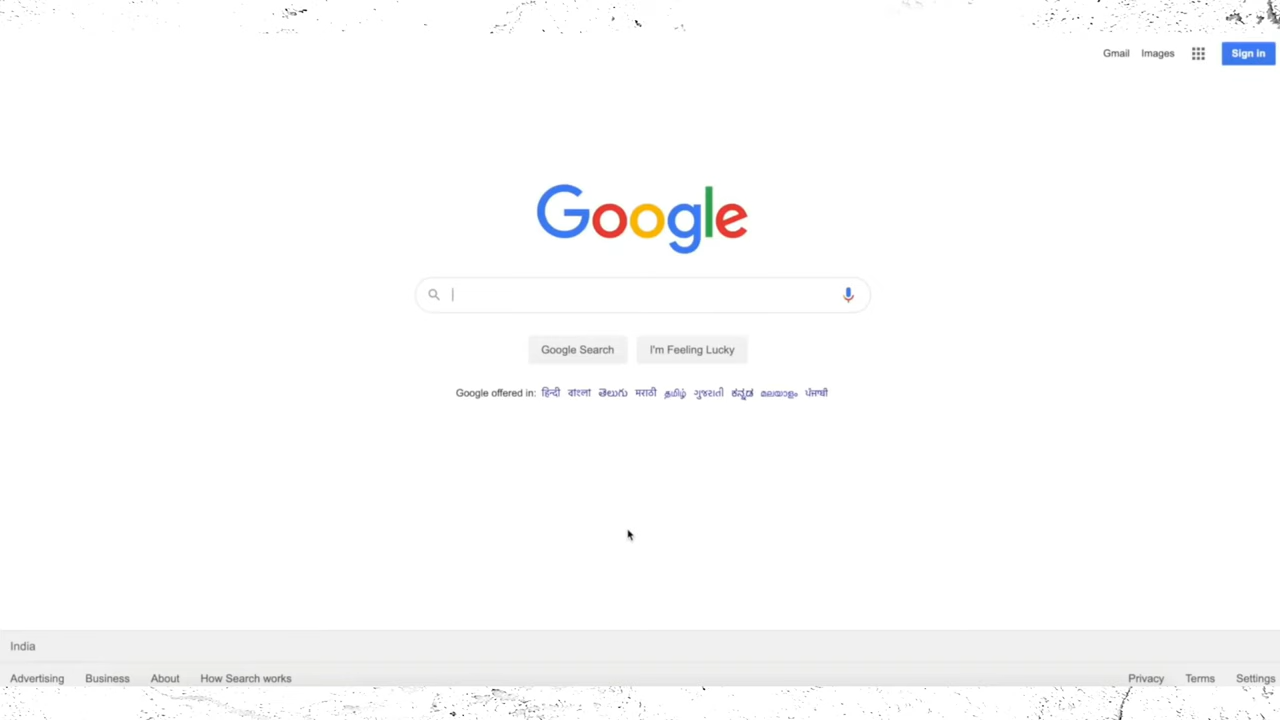 Gmail Images Sign in
Google
Google Search I'm Feeling Lucky
Google offered in: हिन्दी বাংলা తెలుగు मराठी தமிழ் ગુજરાતી ಕನ್ನಡ മലയാളം ਪੰਜਾਬੀ
India
Advertising Business About How Search works Privacy Terms Settings